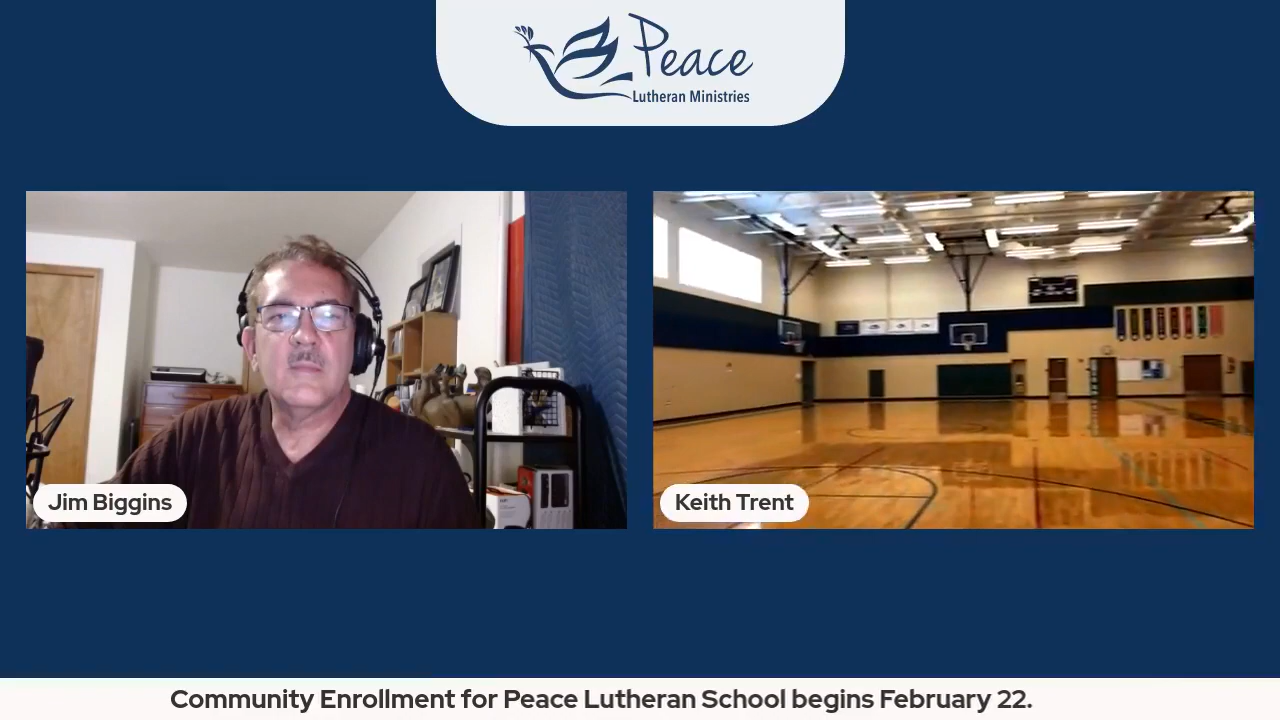 Peace
Lutheran Ministries
Jim Biggins
Keith Trent
Community Enrollment for Peace Lutheran School begins February 22.